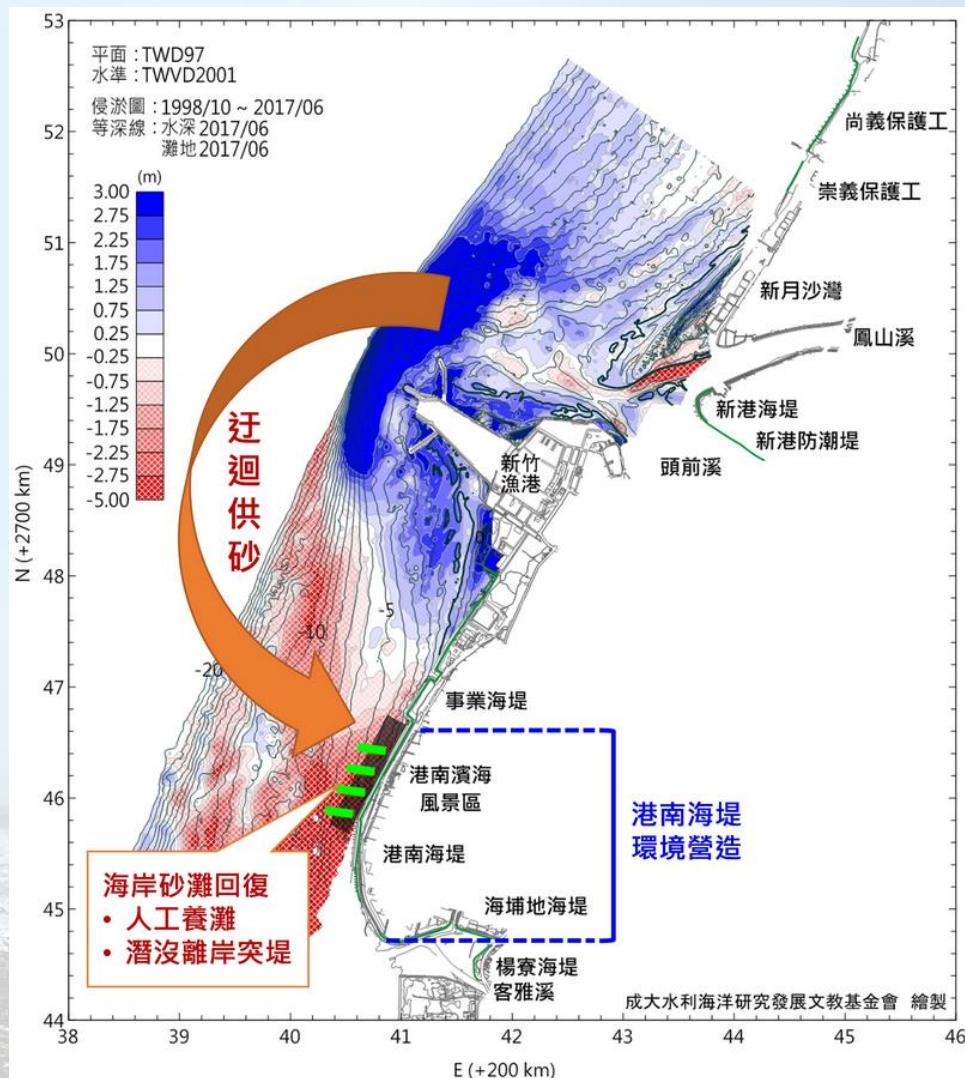 平面：TWD97
水準：TWVD2001
侵淤圖：1998/10 ~ 2017/06
等深線：水深 2017/06
灘地 2017/06
(m)
3.00
2.75
2.25
1.75
1.25
0.75
0.25
-0.25
-0.75
-1.25
-1.75
-2.25
-2.75
-5.00
尚義保護工
崇義保護工
新月沙灣
鳳山溪
新港海堤
新港防潮堤
頭前溪
新竹
漁港
迂迴供砂
0
-5
-10
-20
事業海堤
港南濱海
風景區
港南海堤
環境營造
港南海堤
海岸砂灘回復
• 人工養灘
• 潛沒離岸突堤
海埔地海堤
楊寮海堤
客雅溪
成大水利海洋研究發展文教基金會 繪製
N (+2700 km)
53
52
51
50
49
48
47
46
45
44
38 39 40 41 42 43 44 45 46
E (+200 km)